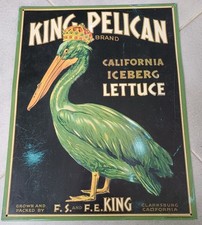 KING PELICAN
BRAND
CALIFORNIA
ICEBERG
LETTUCE
GROWN AND
PACKED BY
F. S. AND F. E. KING
CLARKSBURG
CALIFORNIA